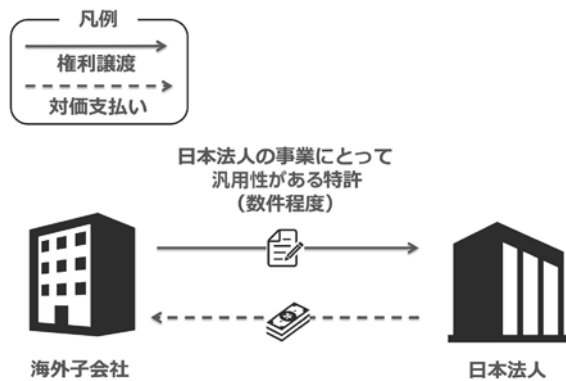 凡例
権利譲渡
対価支払い
日本法人の事業にとって
汎用性がある特許
（数件程度）
海外子会社
日本法人